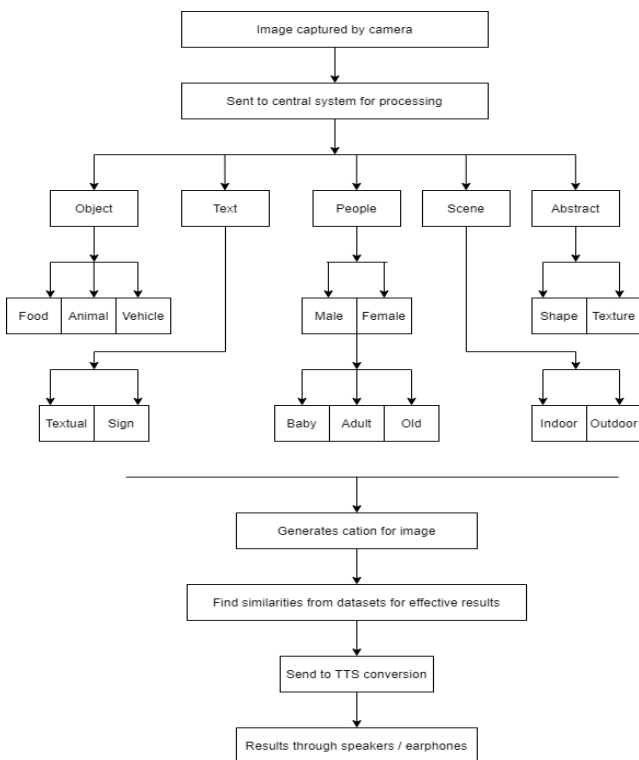 Image captured by camera
Sent to central system for processing
Object Text People Scene Abstract
Food Animal Vehicle Male Female Shape Texture
Textual Sign Baby Adult Old Indoor Outdoor
Generates cation for image
Find similarities from datasets for effective results
Send to TTS conversion
Results through speakers / earphones